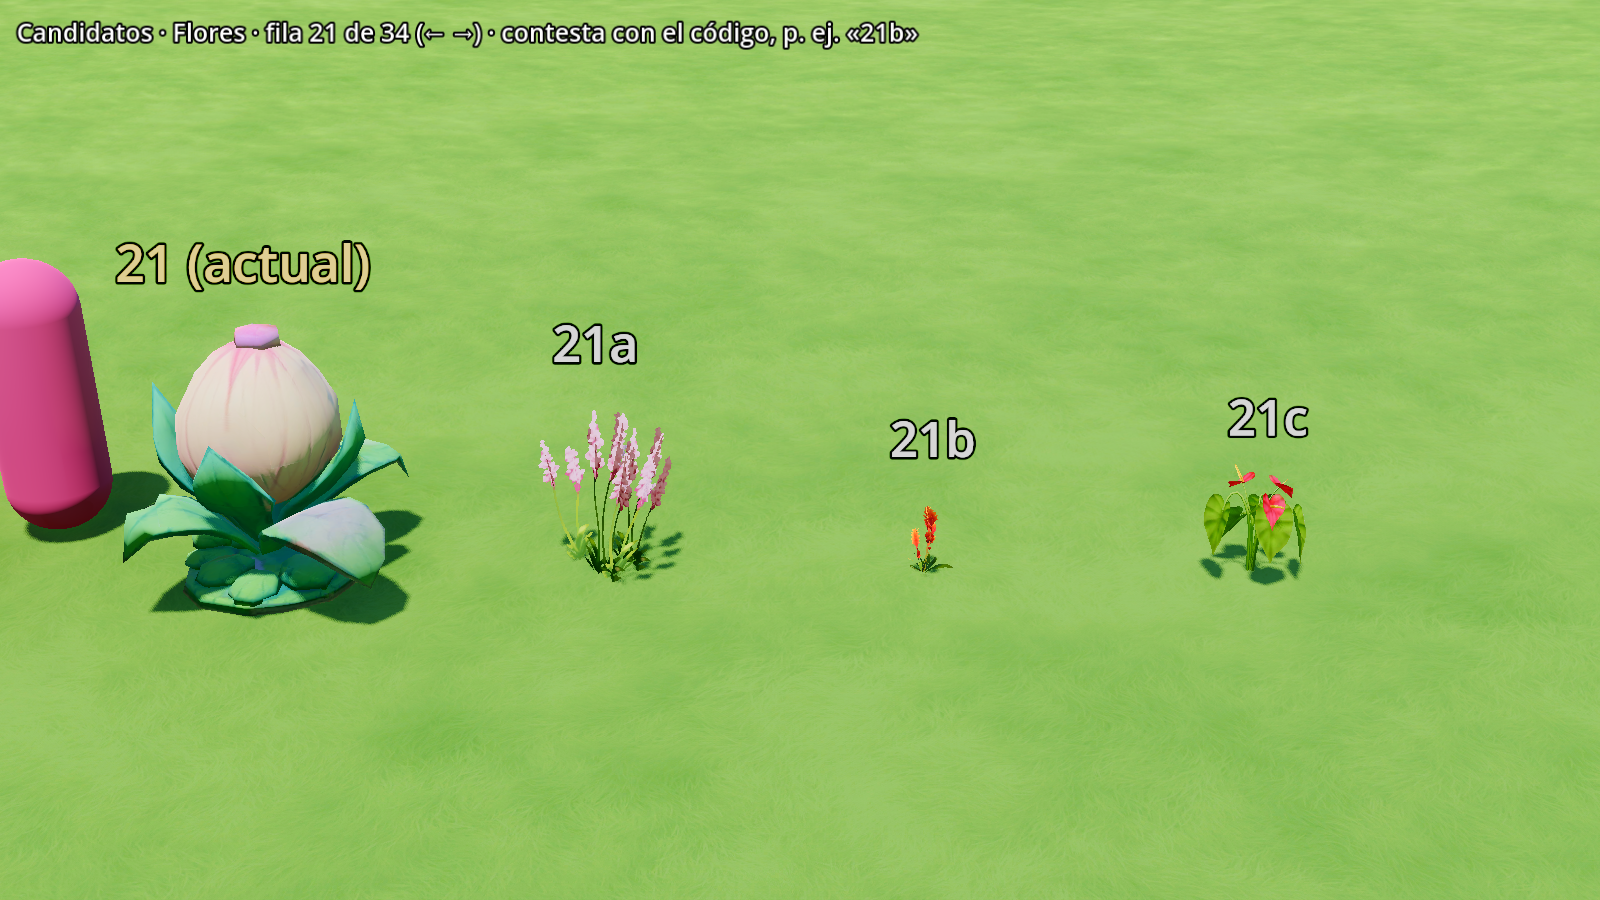 Candidatos · Flores · fila 21 de 34 (← →) · contesta con el código, p. ej. «21b»
21 (actual)
21a
21b
21c